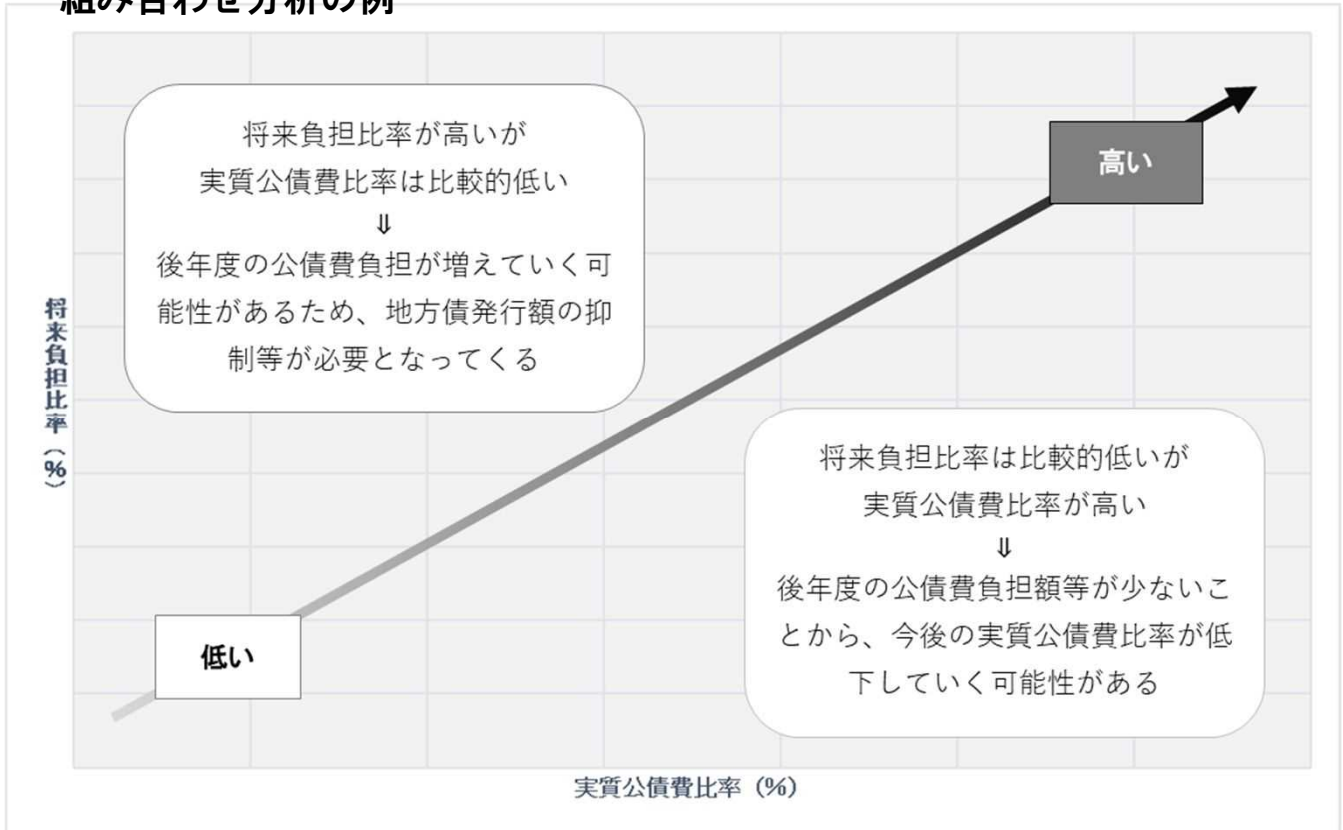 組み合わせ分析の例
将来負担比率が高いが
実質公債費比率は比較的低い
⇓
後年度の公債費負担が増えていく可
能性があるため、地方債発行額の抑
制等が必要となってくる
高い
将来負担比率（%）
将来負担比率は比較的低いが
実質公債費比率が高い
⇓
後年度の公債費負担額等が少ないこ
とから、今後の実質公債費比率が低
下していく可能性がある
低い
実質公債費比率（%）